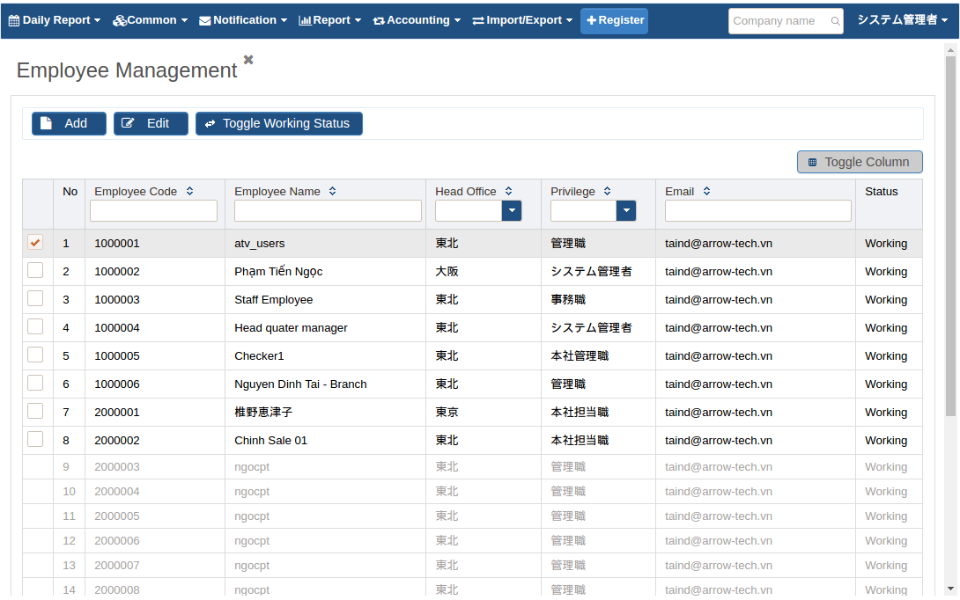 Daily Report Common Notification Report Accounting Import/Export Register Company name システム管理者
Employee Management
Add Edit Toggle Working Status
Toggle Column
No Employee Code Employee Name Head Office Privilege Email Status
1 1000001 atv_users 東北 管理職 taind@arrow-tech.vn Working
2 1000002 Phạm Tiến Ngọc 大阪 システム管理者 taind@arrow-tech.vn Working
3 1000003 Staff Employee 東北 事務職 taind@arrow-tech.vn Working
4 1000004 Head quater manager 東北 システム管理者 taind@arrow-tech.vn Working
5 1000005 Checker1 東北 本社管理職 taind@arrow-tech.vn Working
6 1000006 Nguyen Dinh Tai - Branch 東北 管理職 taind@arrow-tech.vn Working
7 2000001 椎野恵津子 東京 本社担当職 taind@arrow-tech.vn Working
8 2000002 Chinh Sale 01 東北 本社担当職 taind@arrow-tech.vn Working
9 2000003 ngocpt 東北 管理職 taind@arrow-tech.vn Working
10 2000004 ngocpt 東北 管理職 taind@arrow-tech.vn Working
11 2000005 ngocpt 東北 管理職 taind@arrow-tech.vn Working
12 2000006 ngocpt 東北 管理職 taind@arrow-tech.vn Working
13 2000007 ngocpt 東北 管理職 taind@arrow-tech.vn Working
14 2000008 ngocpt 東北 管理職 taind@arrow-tech.vn Working